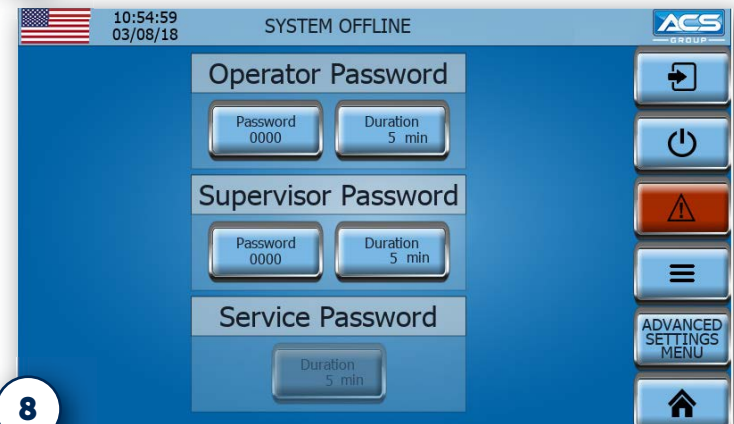 10:54:59
03/08/18
SYSTEM OFFLINE
ACS
GROUP
Operator Password
Password
0000
Duration
5 min
Supervisor Password
Password
0000
Duration
5 min
Service Password
Duration
5 min
ADVANCED
SETTINGS
MENU
8